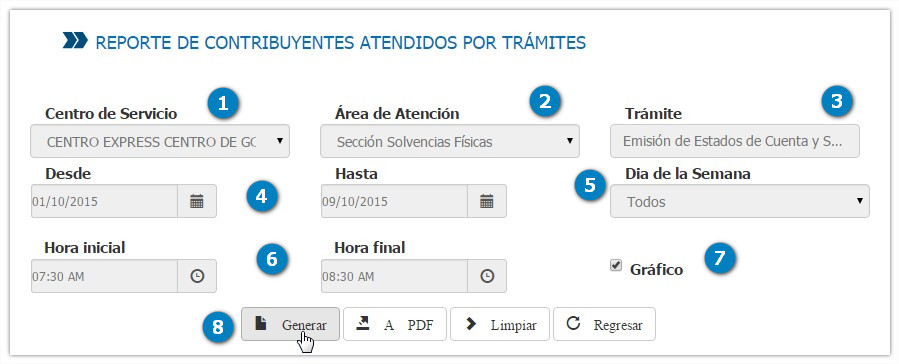 REPORTE DE CONTRIBUYENTES ATENDIDOS POR TRÁMITES
1
2
3
Centro de Servicio
Área de Atención
Trámite
CENTRO EXPRESS CENTRO DE GO
Sección Solvencias Físicas
Emisión de Estados de Cuenta y S...
Desde
Hasta
Dia de la Semana
4
5
01/10/2015
09/10/2015
Todos
Hora inicial
Hora final
6
7
07:30 AM
08:30 AM
Gráfico
8
Generar
A PDF
Limpiar
Regresar